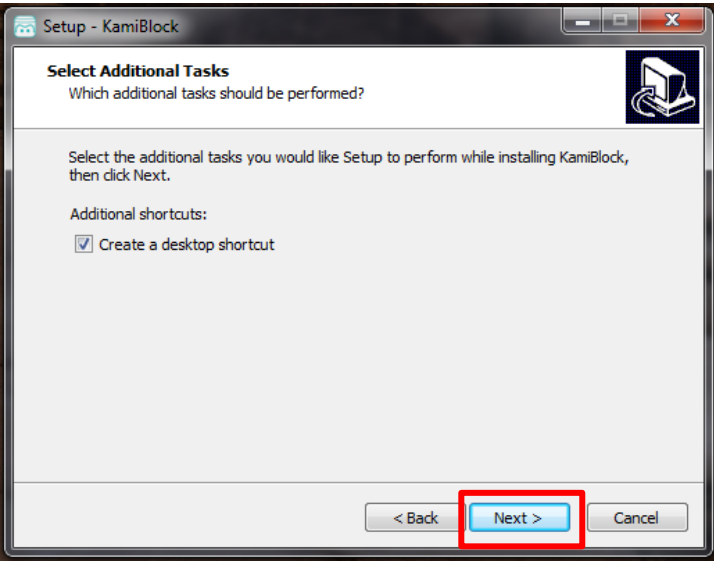 Setup - KamiBlock
Select Additional Tasks
Which additional tasks should be performed?
Select the additional tasks you would like Setup to perform while installing KamiBlock,
then click Next.
Additional shortcuts:
Create a desktop shortcut
< Back
Next >
Cancel